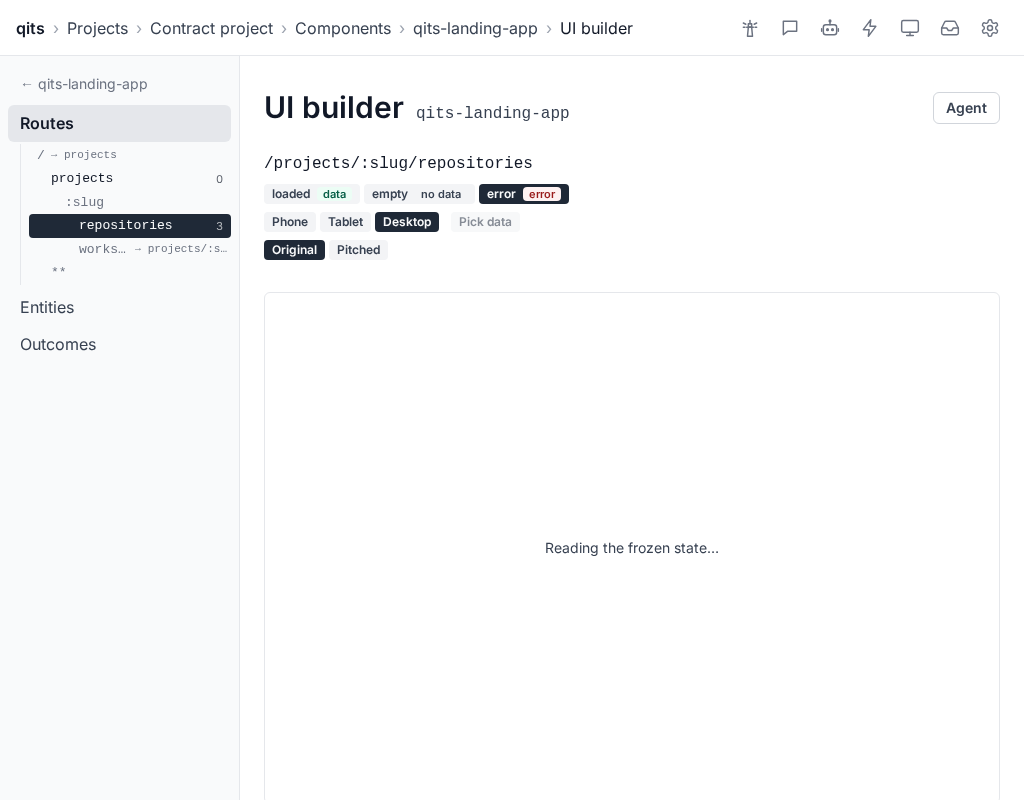 qits › Projects › Contract project › Components › qits-landing-app › UI builder
← qits-landing-app
Routes
/ → projects
projects 0
:slug
repositories 3
works… → projects/:s…
**
Entities
Outcomes
UI builder qits-landing-app
Agent
/projects/:slug/repositories
loaded data empty no data error error
Phone Tablet Desktop Pick data
Original Pitched
Reading the frozen state…